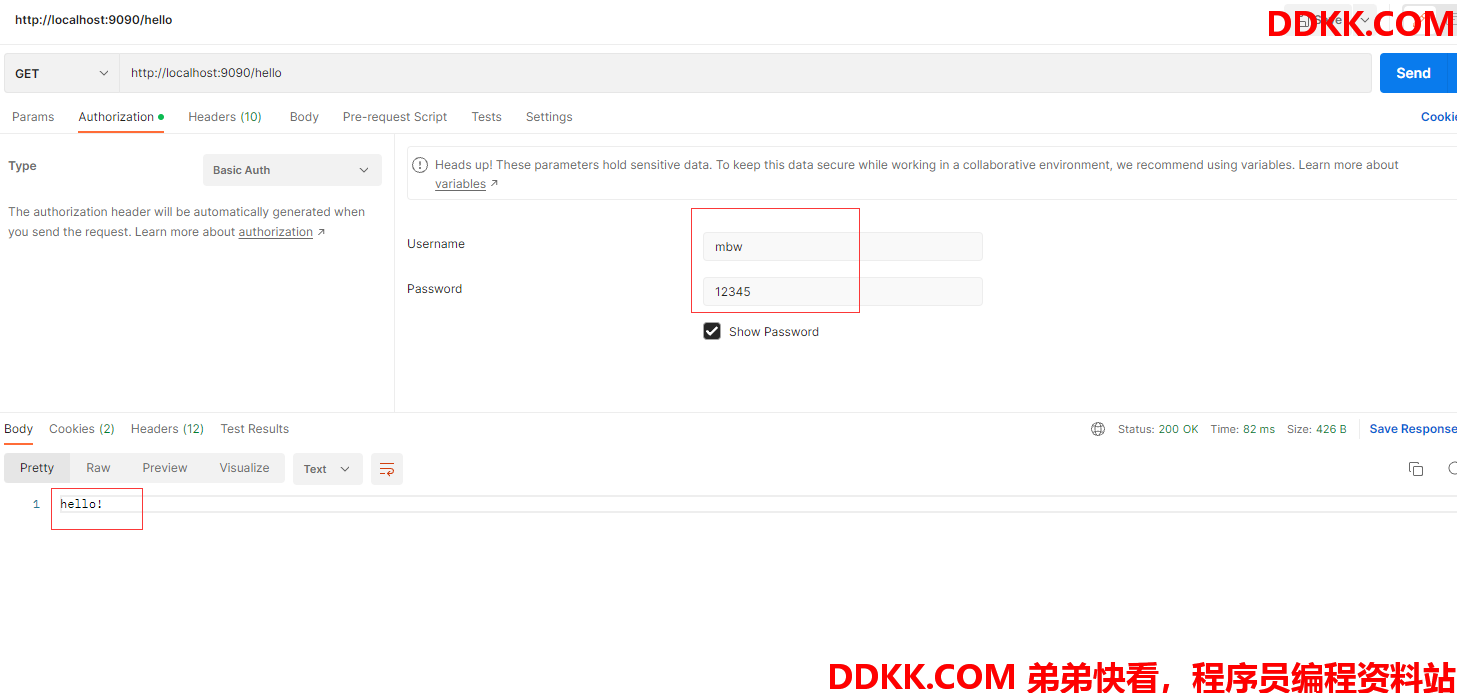 http://localhost:9090/hello
Save
DDKK.COM
GET
http://localhost:9090/hello
Send
Params Authorization Headers (10) Body Pre-request Script Tests Settings
Cookie
Type
Basic Auth
The authorization header will be automatically generated when
you send the request. Learn more about authorization ↗
Heads up! These parameters hold sensitive data. To keep this data secure while working in a collaborative environment, we recommend using variables. Learn more about
variables ↗
Username
mbw
Password
12345
Show Password
Body Cookies (2) Headers (12) Test Results
Status: 200 OK Time: 82 ms Size: 426 B
Save Response
Pretty Raw Preview Visualize Text
1 hello!
DDKK.COM 弟弟快看，程序员编程资料站